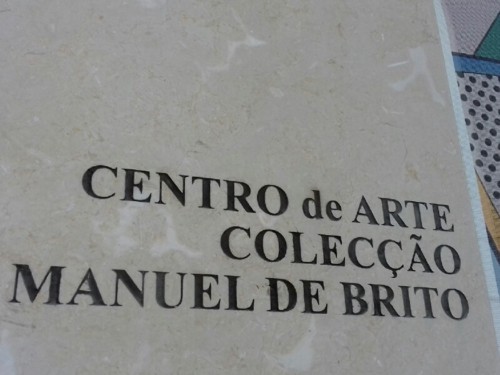 CENTRO de ARTE
COLECÇÃO
MANUEL DE BRITO